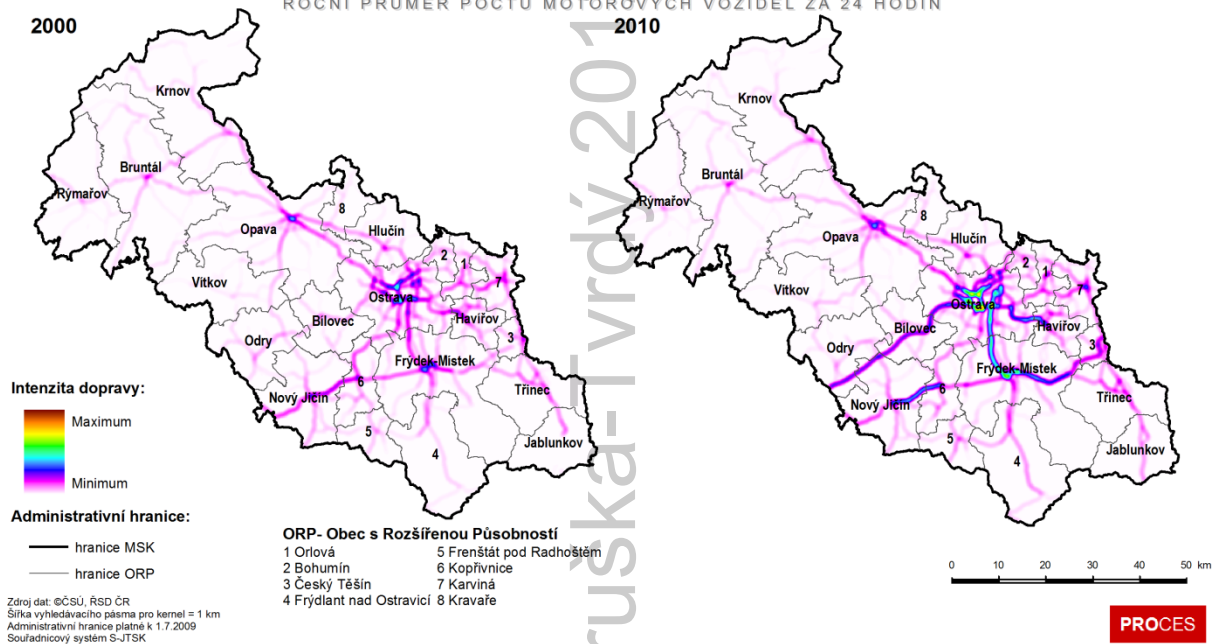 ROČNÍ PRŮMĚR POČTU MOTOROVÝCH VOZIDEL ZA 24 HODIN
2000
Krnov
Bruntál
Rýmařov
8
Opava
Hlučín
2
1
Vítkov
7
Ostrava
Bílovec
Havířov
Odry
3
Frýdek-Místek
6
Nový Jičín
Třinec
5
Jablunkov
4
2010
Krnov
Bruntál
Rýmařov
8
Opava
Hlučín
2
1
Vítkov
7
Ostrava
Bílovec
Havířov
Odry
3
Frýdek-Místek
6
Nový Jičín
Třinec
5
Jablunkov
4
ruška-Tvrdý 201
Intenzita dopravy:
Maximum
Minimum
Administrativní hranice:
hranice MSK
hranice ORP
ORP- Obec s Rozšířenou Působností
1 Orlová
2 Bohumín
3 Český Těšín
4 Frýdlant nad Ostravicí
5 Frenštát pod Radhoštěm
6 Kopřivnice
7 Karviná
8 Kravaře
Zdroj dat: ©ČSÚ, ŘSD ČR
Šířka vyhledávacího pásma pro kernel = 1 km
Administrativní hranice platné k 1.7.2009
Souřadnicový systém S-JTSK
0 10 20 30 40 50 km
PROCES